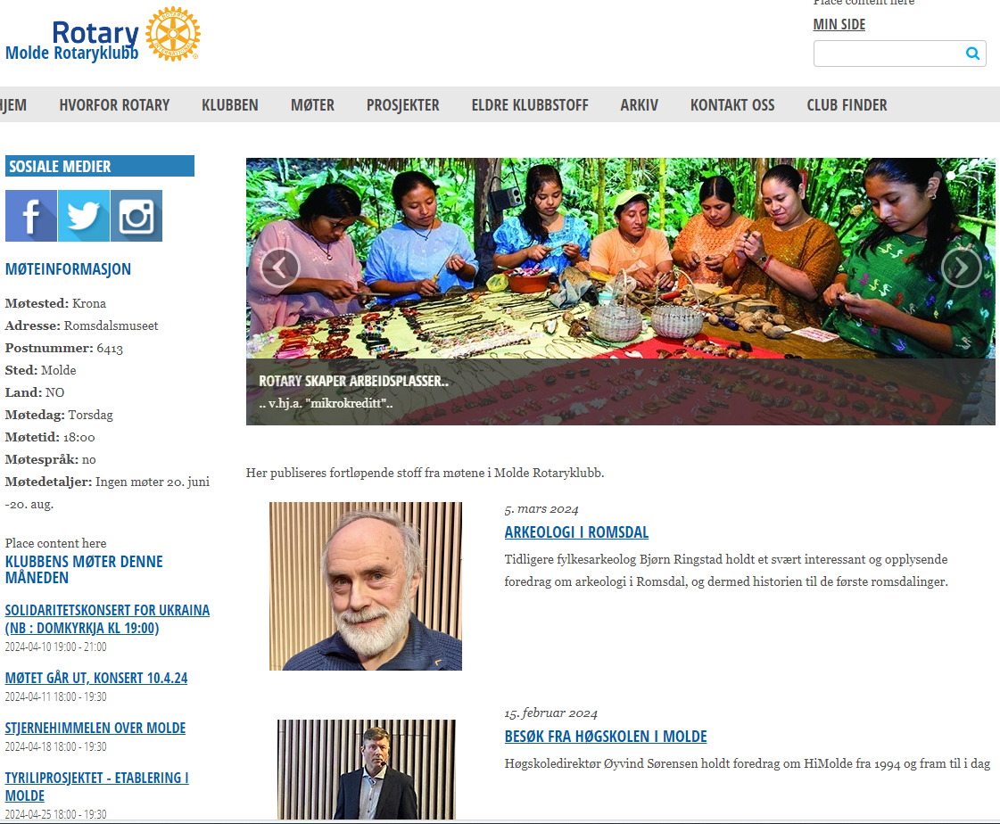 Place content here
MIN SIDE
Rotary
Molde Rotaryklubb
HJEM HVORFOR ROTARY KLUBBEN MØTER PROSJEKTER ELDRE KLUBBSTOFF ARKIV KONTAKT OSS CLUB FINDER
SOSIALE MEDIER
MØTEINFORMASJON
Møtested: Krona
Adresse: Romsdalsmuseet
Postnummer: 6413
Sted: Molde
Land: NO
Møtedag: Torsdag
Møtetid: 18:00
Møtespråk: no
Møtedetaljer: Ingen møter 20. juni
-20. aug.
Place content here
KLUBBENS MØTER DENNE
MÅNEDEN
SOLIDARITETSKONSERT FOR UKRAINA
(NB : DOMKYRKJA KL 19:00)
2024-04-10 19:00 - 21:00
MØTET GÅR UT, KONSERT 10.4.24
2024-04-11 18:00 - 19:30
STJERNEHIMMELEN OVER MOLDE
2024-04-18 18:00 - 19:30
TYRILIPROSJEKTET - ETABLERING I
MOLDE
2024-04-25 18:00 - 19:30
ROTARY SKAPER ARBEIDSPLASSER..
.. v.hj.a. "mikrokreditt"..
Her publiseres fortløpende stoff fra møtene i Molde Rotaryklubb.
5. mars 2024
ARKEOLOGI I ROMSDAL
Tidligere fylkesarkeolog Bjørn Ringstad holdt et svært interessant og opplysende
foredrag om arkeologi i Romsdal, og dermed historien til de første romsdalinger.
15. februar 2024
BESØK FRA HØGSKOLEN I MOLDE
Høgskoledirektør Øyvind Sørensen holdt foredrag om HiMolde fra 1994 og fram til i dag